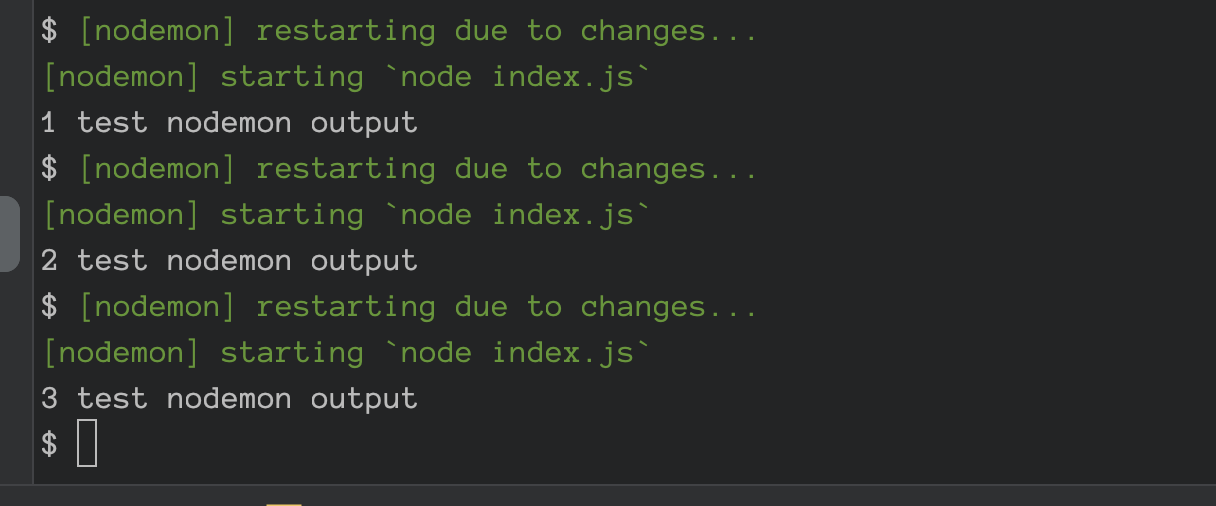 $ [nodemon] restarting due to changes...
[nodemon] starting `node index.js`
1 test nodemon output
$ [nodemon] restarting due to changes...
[nodemon] starting `node index.js`
2 test nodemon output
$ [nodemon] restarting due to changes...
[nodemon] starting `node index.js`
3 test nodemon output
$